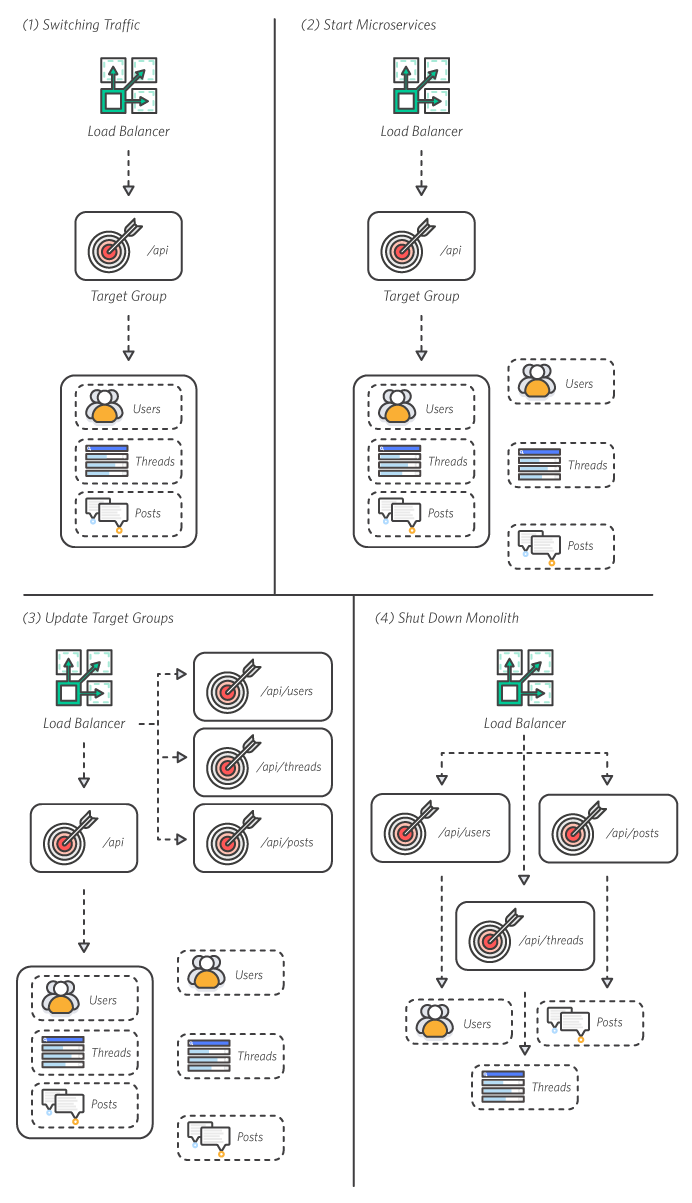 (1) Switching Traffic
Load Balancer
/api
Target Group
Users
Threads
Posts
(2) Start Microservices
Load Balancer
/api
Target Group
Users
Threads
Posts
Users
Threads
Posts
(3) Update Target Groups
Load Balancer
/api/users
/api/threads
/api/posts
/api
Users
Threads
Posts
Users
Threads
Posts
(4) Shut Down Monolith
Load Balancer
/api/users
/api/posts
/api/threads
Users
Posts
Threads